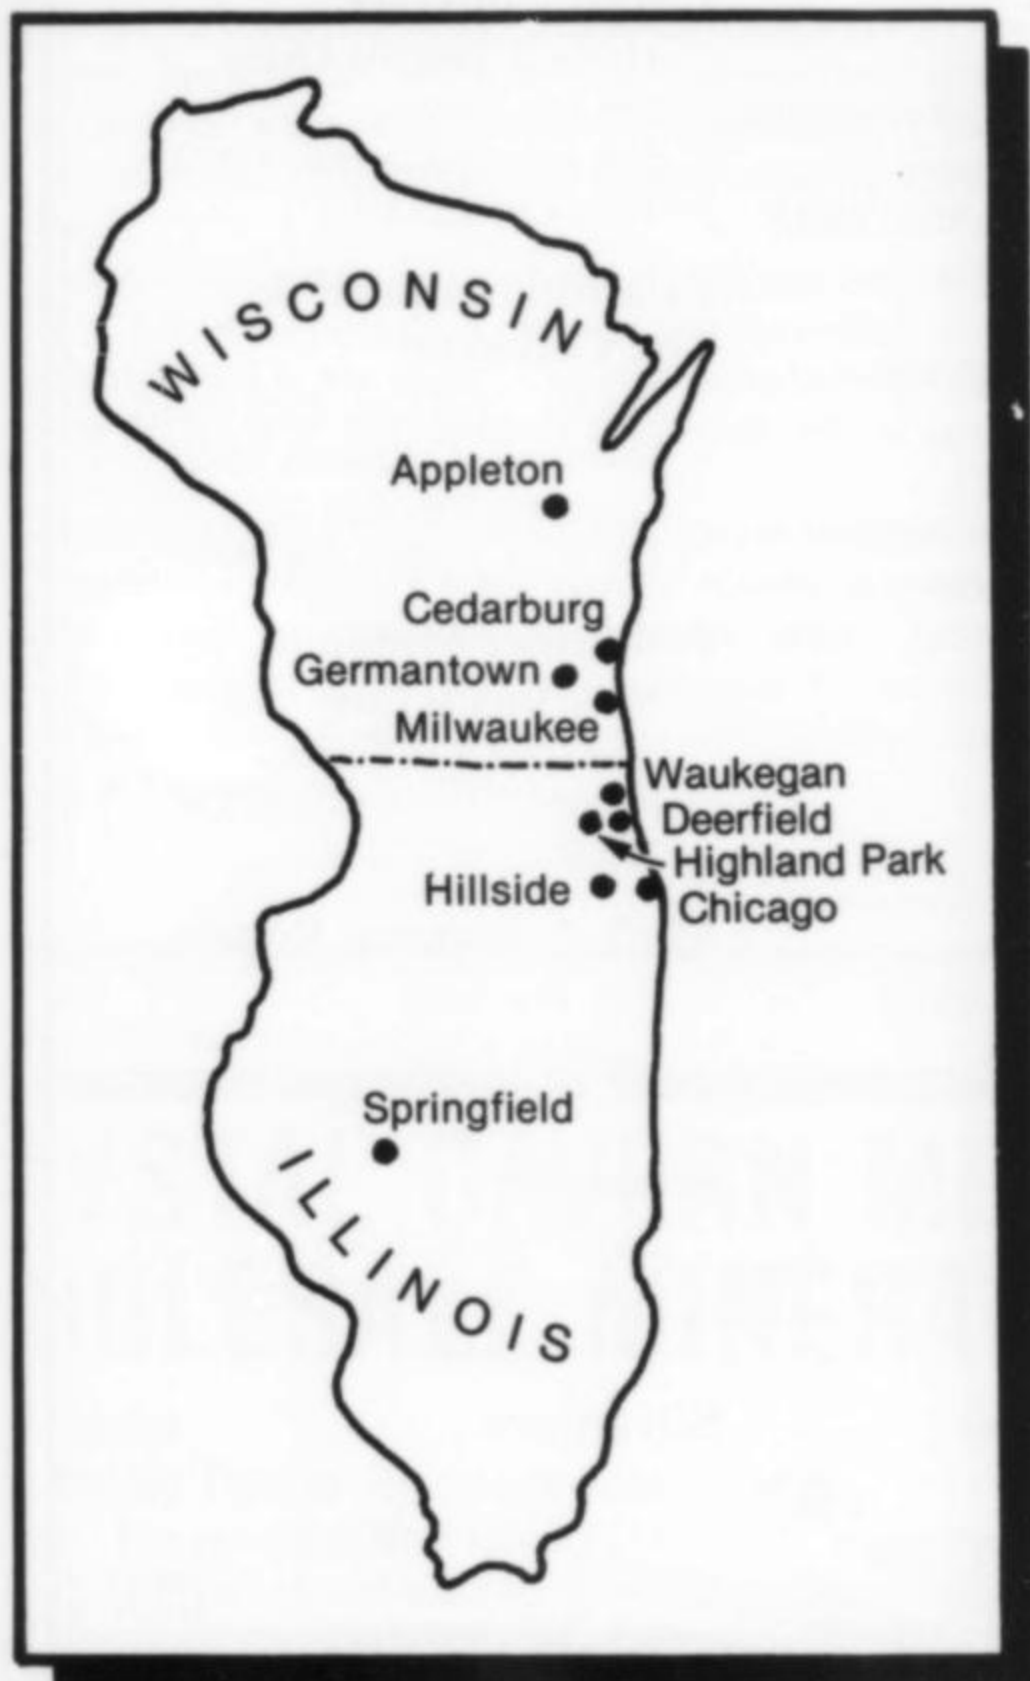 WISCONSIN
Appleton
Cedarburg
Germantown
Milwaukee
Waukegan
Deerfield
Highland Park
Hillside
Chicago
Springfield
ILLINOIS